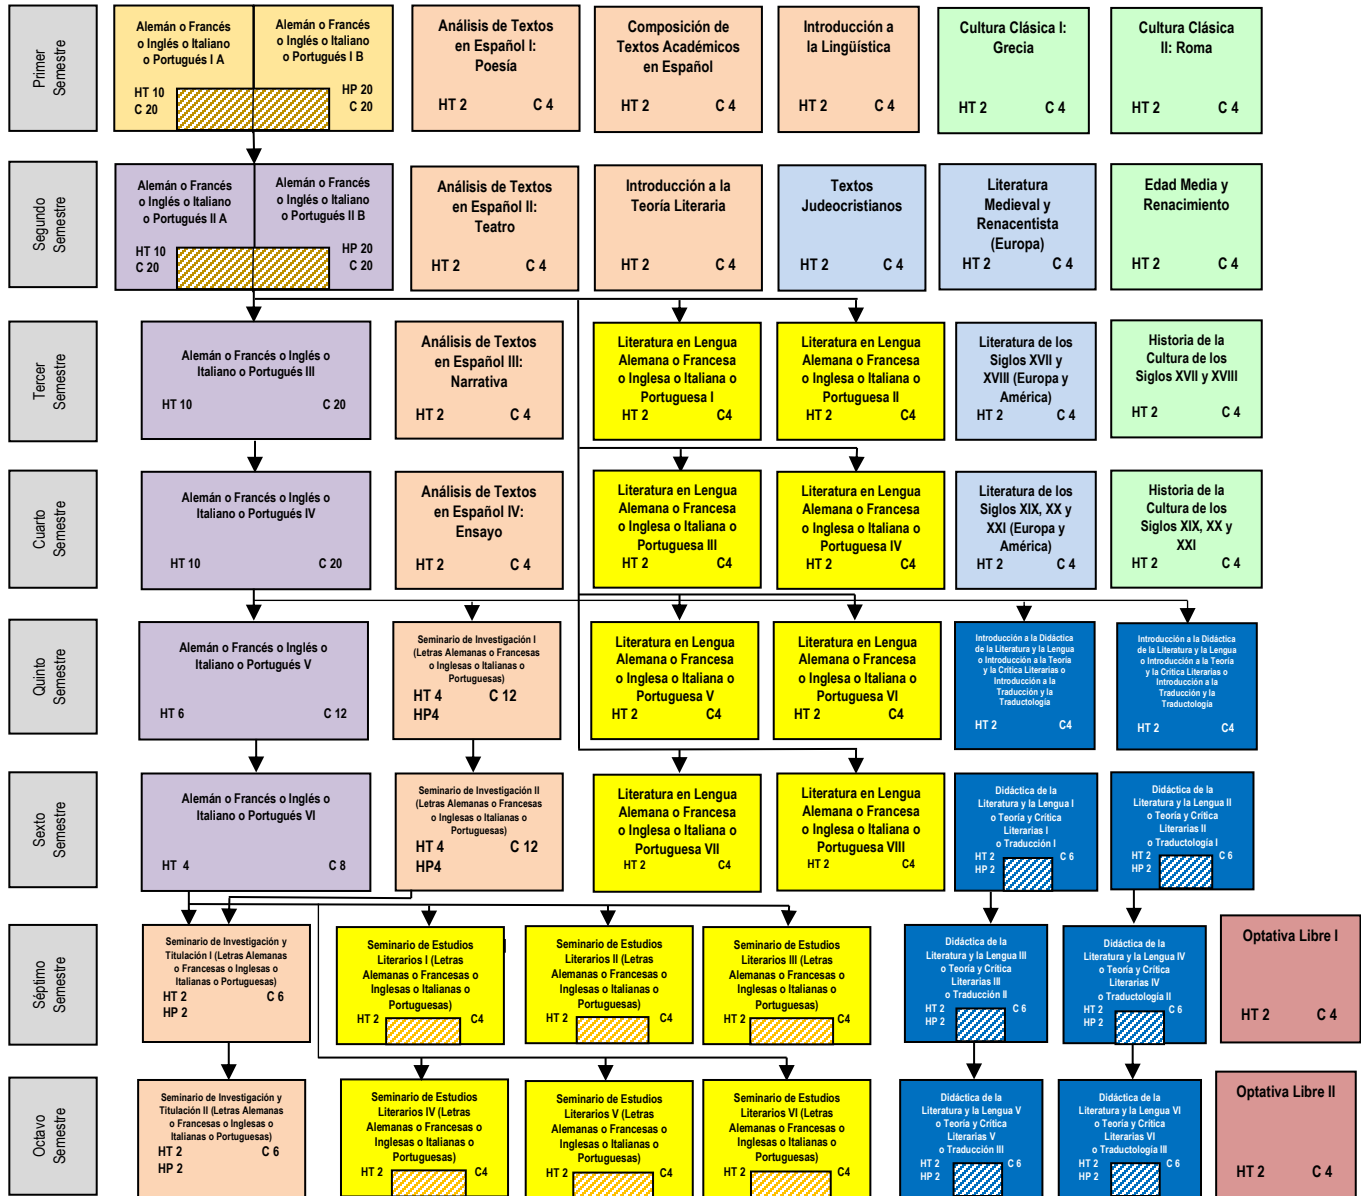 Primer
Semestre
Alemán o Francés
o Inglés o Italiano
o Portugués I A
HT 10
C 20
Alemán o Francés
o Inglés o Italiano
o Portugués I B
HP 20
C 20
Análisis de Textos
en Español I:
Poesía
HT 2 C 4
Composición de
Textos Académicos
en Español
HT 2 C 4
Introducción a
la Lingüística
HT 2 C 4
Cultura Clásica I:
Grecia
HT 2 C 4
Cultura Clásica
II: Roma
HT 2 C 4
Segundo
Semestre
Alemán o Francés
o Inglés o Italiano
o Portugués II A
HT 10
C 20
Alemán o Francés
o Inglés o Italiano
o Portugués II B
HP 20
C 20
Análisis de Textos
en Español II:
Teatro
HT 2 C 4
Introducción a la
Teoría Literaria
HT 2 C 4
Textos
Judeocristianos
HT 2 C 4
Literatura
Medieval y
Renacentista
(Europa)
HT 2 C 4
Edad Media y
Renacimiento
HT 2 C 4
Tercer
Semestre
Alemán o Francés o Inglés o
Italiano o Portugués III
HT 10 C 20
Análisis de Textos
en Español III:
Narrativa
HT 2 C 4
Literatura en Lengua
Alemana o Francesa
o Inglesa o Italiana o
Portuguesa I
HT 2 C4
Literatura en Lengua
Alemana o Francesa
o Inglesa o Italiana o
Portuguesa II
HT 2 C4
Literatura de los
Siglos XVII y
XVIII (Europa y
América)
HT 2 C 4
Historia de la
Cultura de los
Siglos XVII y XVIII
HT 2 C 4
Cuarto
Semestre
Alemán o Francés o Inglés o
Italiano o Portugués IV
HT 10 C 20
Análisis de Textos
en Español IV:
Ensayo
HT 2 C 4
Literatura en Lengua
Alemana o Francesa
o Inglesa o Italiana o
Portuguesa III
HT 2 C4
Literatura en Lengua
Alemana o Francesa
o Inglesa o Italiana o
Portuguesa IV
HT 2 C4
Literatura de los
Siglos XIX, XX y
XXI (Europa y
América)
HT 2 C 4
Historia de la
Cultura de los
Siglos XIX, XX y
XXI
HT 2 C 4
Quinto
Semestre
Alemán o Francés o Inglés o
Italiano o Portugués V
HT 6 C 12
Seminario de Investigación I
(Letras Alemanas o Francesas
o Inglesas o Italianas o
Portuguesas)
HT 4 C 12
HP4
Literatura en Lengua
Alemana o Francesa
o Inglesa o Italiana o
Portuguesa V
HT 2 C4
Literatura en Lengua
Alemana o Francesa
o Inglesa o Italiana o
Portuguesa VI
HT 2 C4
Introducción a la Didáctica
de la Literatura y la Lengua
o Introducción a la Teoría
y la Crítica Literarias o
Introducción a la
Traducción y la
Traductología
HT 2 C4
Introducción a la Didáctica
de la Literatura y la Lengua
o Introducción a la Teoría
y la Crítica Literarias o
Introducción a la
Traducción y la
Traductología
HT 2 C4
Sexto
Semestre
Alemán o Francés o Inglés o
Italiano o Portugués VI
HT 4 C 8
Seminario de Investigación II
(Letras Alemanas o Francesas
o Inglesas o Italianas o
Portuguesas)
HT 4 C 12
HP4
Literatura en Lengua
Alemana o Francesa
o Inglesa o Italiana o
Portuguesa VII
HT 2 C4
Literatura en Lengua
Alemana o Francesa
o Inglesa o Italiana o
Portuguesa VIII
HT 2 C4
Didáctica de la
Literatura y la Lengua I
o Teoría y Crítica
Literarias I
o Traducción I
HT 2 C 6
HP 2
Didáctica de la
Literatura y la Lengua II
o Teoría y Crítica
Literarias II
o Traductología I
HT 2 C 6
HP 2
Séptimo
Semestre
Seminario de Investigación y
Titulación I (Letras Alemanas
o Francesas o Inglesas o
Italianas o Portuguesas)
HT 2 C 6
HP 2
Seminario de Estudios
Literarios I (Letras
Alemanas o Francesas o
Inglesas o Italianas o
Portuguesas)
HT 2 C4
Seminario de Estudios
Literarios II (Letras
Alemanas o Francesas o
Inglesas o Italianas o
Portuguesas)
HT 2 C4
Seminario de Estudios
Literarios III (Letras
Alemanas o Francesas o
Inglesas o Italianas o
Portuguesas)
HT 2 C4
Didáctica de la
Literatura y la Lengua III
o Teoría y Crítica
Literarias III
o Traducción II
HT 2 C 6
HP 2
Didáctica de la
Literatura y la Lengua IV
o Teoría y Crítica
Literarias IV
o Traductología II
HT 2 C 6
HP 2
Optativa Libre I
HT 2 C 4
Octavo
Semestre
Seminario de Investigación y
Titulación II (Letras Alemanas
o Francesas o Inglesas o
Italianas o Portuguesas)
HT 2 C 6
HP 2
Seminario de Estudios
Literarios IV (Letras
Alemanas o Francesas o
Inglesas o Italianas o
Portuguesas)
HT 2 C4
Seminario de Estudios
Literarios V (Letras
Alemanas o Francesas o
Inglesas o Italianas o
Portuguesas)
HT 2 C4
Seminario de Estudios
Literarios VI (Letras
Alemanas o Francesas o
Inglesas o Italianas o
Portuguesas)
HT 2 C4
Didáctica de la
Literatura y la Lengua V
o Teoría y Crítica
Literarias V
o Traducción III
HT 2 C 6
HP 2
Didáctica de la
Literatura y la Lengua VI
o Teoría y Crítica
Literarias VI
o Traductología III
HT 2 C 6
HP 2
Optativa Libre II
HT 2 C 4